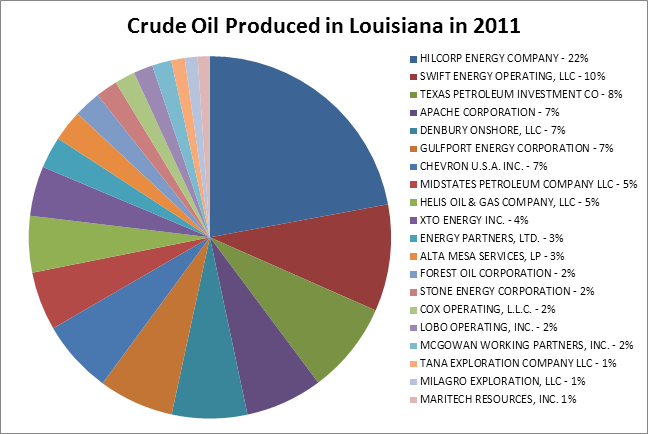 Crude Oil Produced in Louisiana in 2011
HILCORP ENERGY COMPANY - 22%
SWIFT ENERGY OPERATING, LLC - 10%
TEXAS PETROLEUM INVESTMENT CO - 8%
APACHE CORPORATION - 7%
DENBURY ONSHORE, LLC - 7%
GULFPORT ENERGY CORPORATION - 7%
CHEVRON U.S.A. INC. - 7%
MIDSTATES PETROLEUM COMPANY LLC - 5%
HELIS OIL & GAS COMPANY, LLC - 5%
XTO ENERGY INC. - 4%
ENERGY PARTNERS, LTD. - 3%
ALTA MESA SERVICES, LP - 3%
FOREST OIL CORPORATION - 2%
STONE ENERGY CORPORATION - 2%
COX OPERATING, L.L.C. - 2%
LOBO OPERATING, INC. - 2%
MCGOWAN WORKING PARTNERS, INC. - 2%
TANA EXPLORATION COMPANY LLC - 1%
MILAGRO EXPLORATION, LLC - 1%
MARITECH RESOURCES, INC. 1%